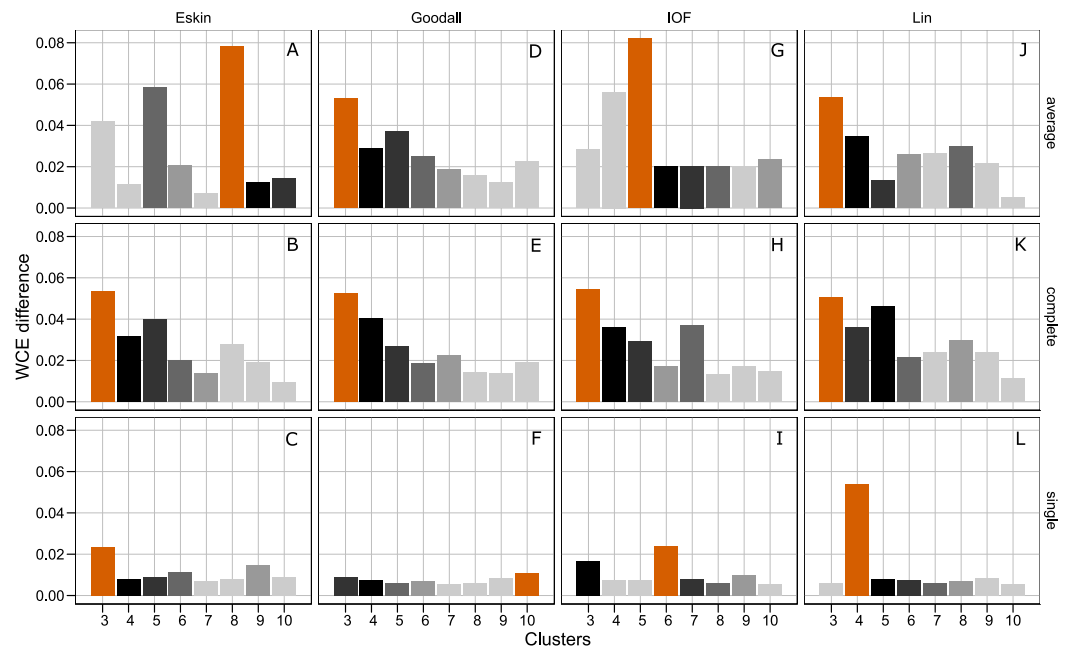 Eskin Goodall IOF Lin
WCE difference
0.08
0.06
0.04
0.02
0.00
A D G J
average
0.08
0.06
0.04
0.02
0.00
B E H K
complete
0.08
0.06
0.04
0.02
0.00
C F I L
single
3 4 5 6 7 8 9 10 3 4 5 6 7 8 9 10 3 4 5 6 7 8 9 10 3 4 5 6 7 8 9 10
Clusters